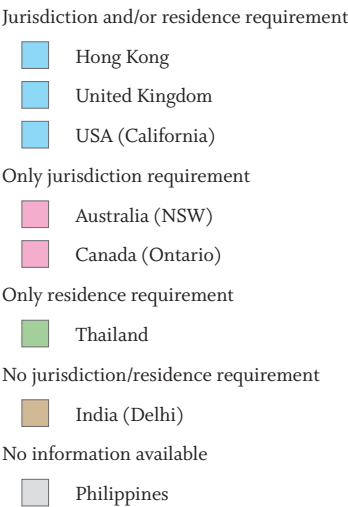 Jurisdiction and/or residence requirement
Hong Kong
United Kingdom
USA (California)
Only jurisdiction requirement
Australia (NSW)
Canada (Ontario)
Only residence requirement
Thailand
No jurisdiction/residence requirement
India (Delhi)
No information available
Philippines